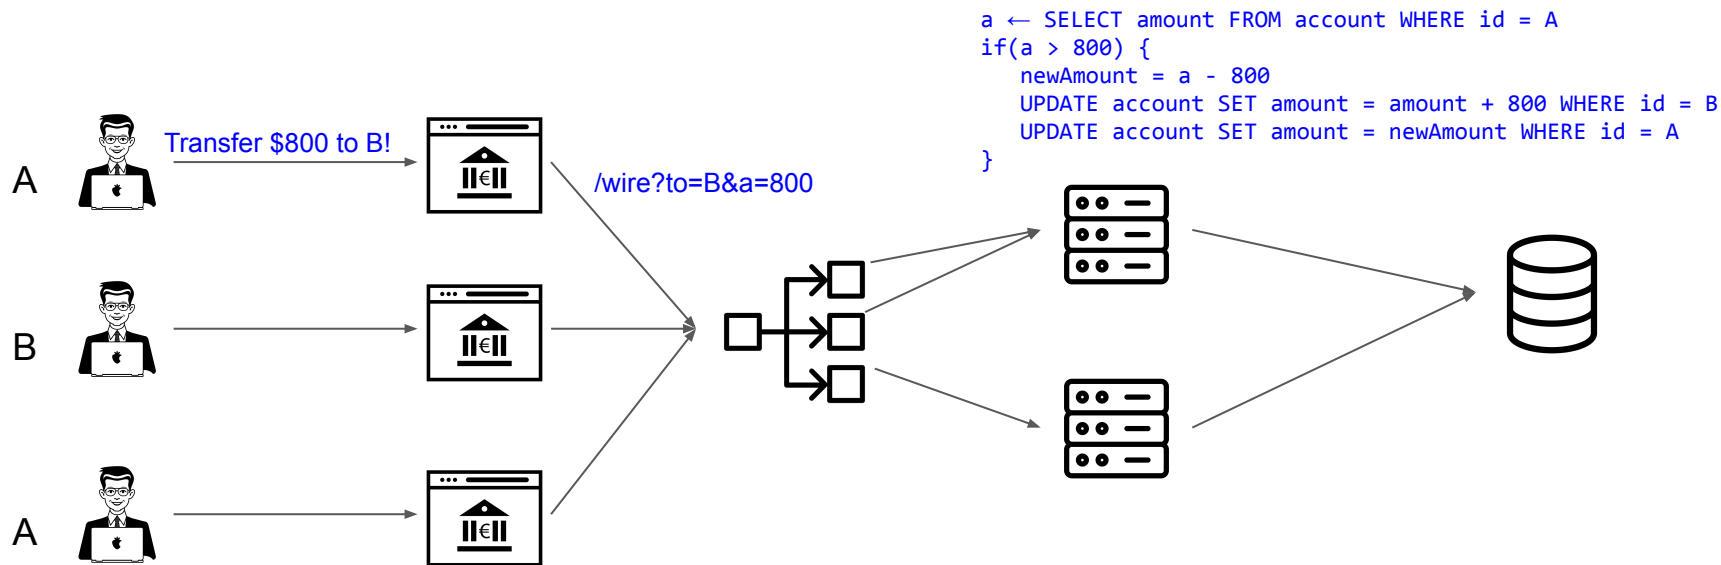 a ← SELECT amount FROM account WHERE id = A
if(a > 800) {
   newAmount = a - 800
   UPDATE account SET amount = amount + 800 WHERE id = B
   UPDATE account SET amount = newAmount WHERE id = A
}
Transfer $800 to B!
A
€
/wire?to=B&a=800
B
€
A
€